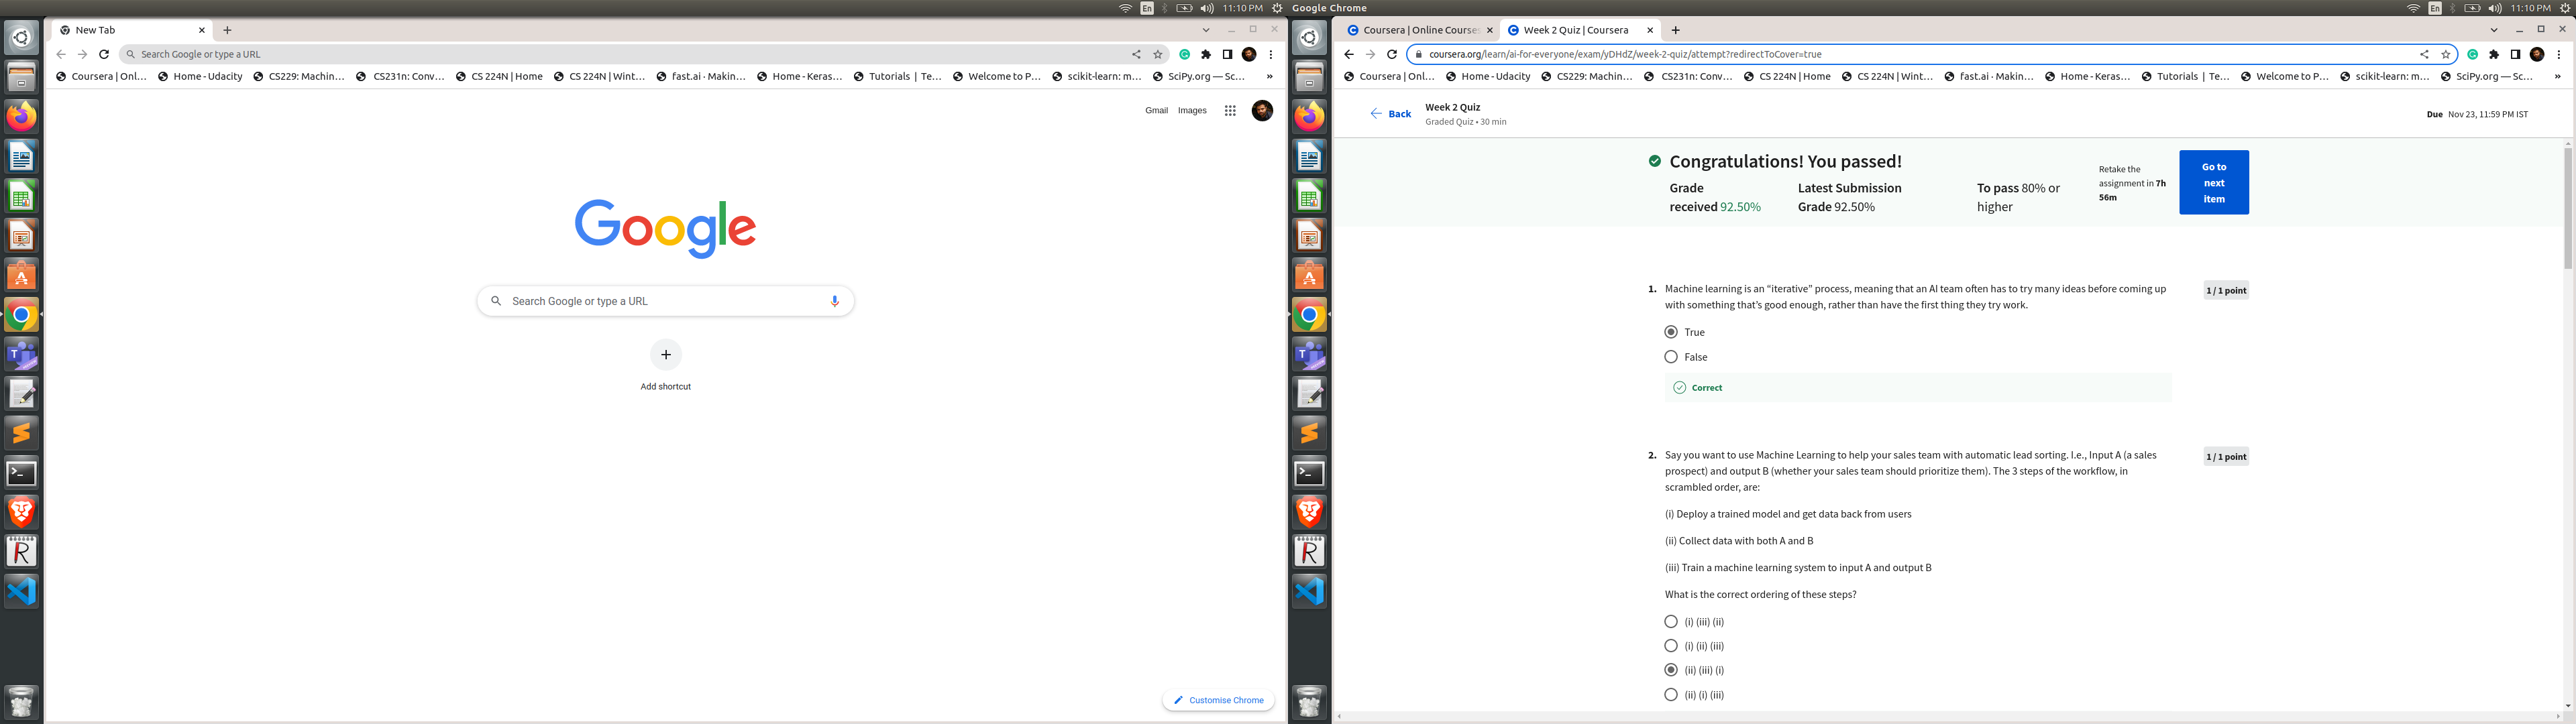 En
11:10 PM
Google Chrome
En
11:10 PM
New Tab
Search Google or type a URL
Coursera | Onl...
Home - Udacity
CS229: Machin...
CS231n: Conv...
CS 224N | Home
CS 224N | Wint...
fast.ai · Makin...
Home - Keras...
Tutorials | Te...
Welcome to P...
scikit-learn: m...
SciPy.org — Sc...
»
Gmail
Images
Google
Search Google or type a URL
Add shortcut
Customise Chrome
Coursera | Online Course
Week 2 Quiz | Coursera
coursera.org/learn/ai-for-everyone/exam/yDHdZ/week-2-quiz/attempt?redirectToCover=true
Coursera | Onl...
Home - Udacity
CS229: Machin...
CS231n: Conv...
CS 224N | Home
CS 224N | Wint...
fast.ai · Makin...
Home - Keras...
Tutorials | Te...
Welcome to P...
scikit-learn: m...
SciPy.org — Sc...
»
Back
Week 2 Quiz
Graded Quiz • 30 min
Due Nov 23, 11:59 PM IST
Congratulations! You passed!
Grade
received 92.50%
Latest Submission
Grade 92.50%
To pass 80% or
higher
Retake the
assignment in 7h
56m
Go to
next
item
1. Machine learning is an “iterative” process, meaning that an AI team often has to try many ideas before coming up
with something that’s good enough, rather than have the first thing they try work.
1 / 1 point
True
False
Correct
2. Say you want to use Machine Learning to help your sales team with automatic lead sorting. I.e., Input A (a sales
prospect) and output B (whether your sales team should prioritize them). The 3 steps of the workflow, in
scrambled order, are:
1 / 1 point
(i) Deploy a trained model and get data back from users
(ii) Collect data with both A and B
(iii) Train a machine learning system to input A and output B
What is the correct ordering of these steps?
(i) (iii) (ii)
(i) (ii) (iii)
(ii) (iii) (i)
(ii) (i) (iii)